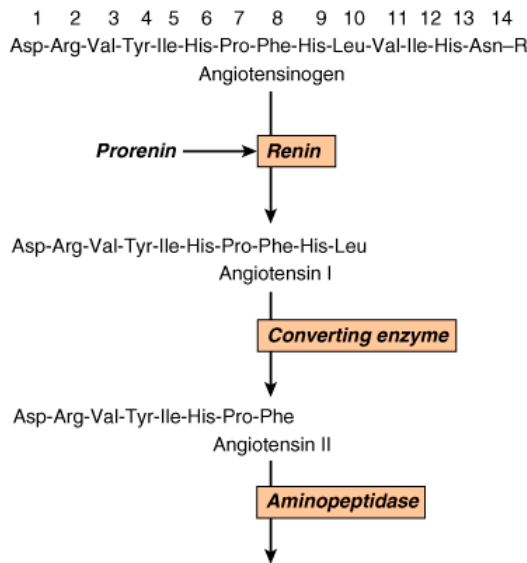 1 2 3 4 5 6 7 8 9 10 11 12 13 14
Asp-Arg-Val-Tyr-Ile-His-Pro-Phe-His-Leu-Val-Ile-His-Asn–R
Angiotensinogen
Prorenin Renin
Asp-Arg-Val-Tyr-Ile-His-Pro-Phe-His-Leu
Angiotensin I
Converting enzyme
Asp-Arg-Val-Tyr-Ile-His-Pro-Phe
Angiotensin II
Aminopeptidase